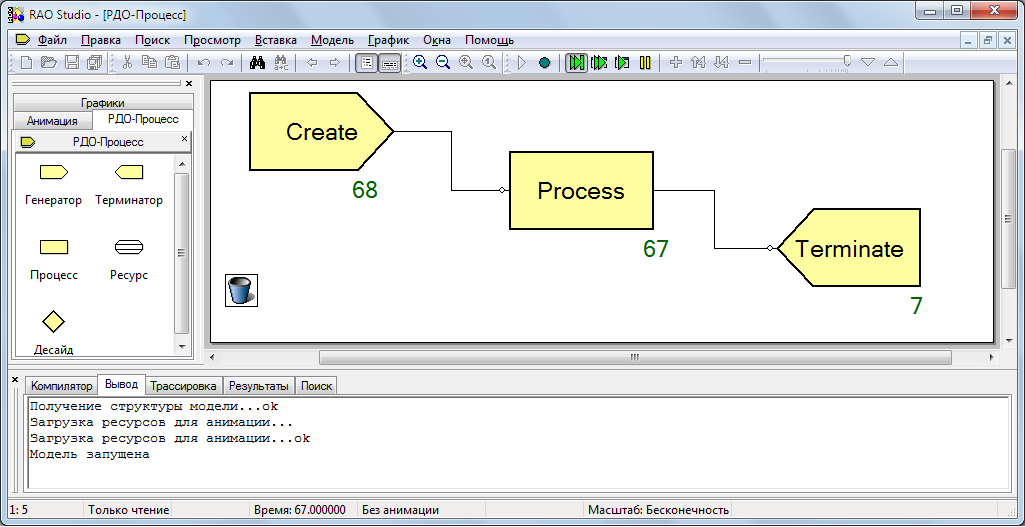 RAO Studio - [РДО-Процесс]
Файл Правка Поиск Просмотр Вставка Модель График Окна Помощь
Графики
Анимация РДО-Процесс
РДО-Процесс
Генератор Терминатор
Процесс Ресурс
Десайд
Create
68
Process
67
Terminate
7
Компилятор Вывод Трассировка Результаты Поиск
Получение структуры модели...ok
Загрузка ресурсов для анимации...
Загрузка ресурсов для анимации...ok
Модель запущена
1: 5 Только чтение Время: 67.000000 Без анимации Масштаб: Бесконечность